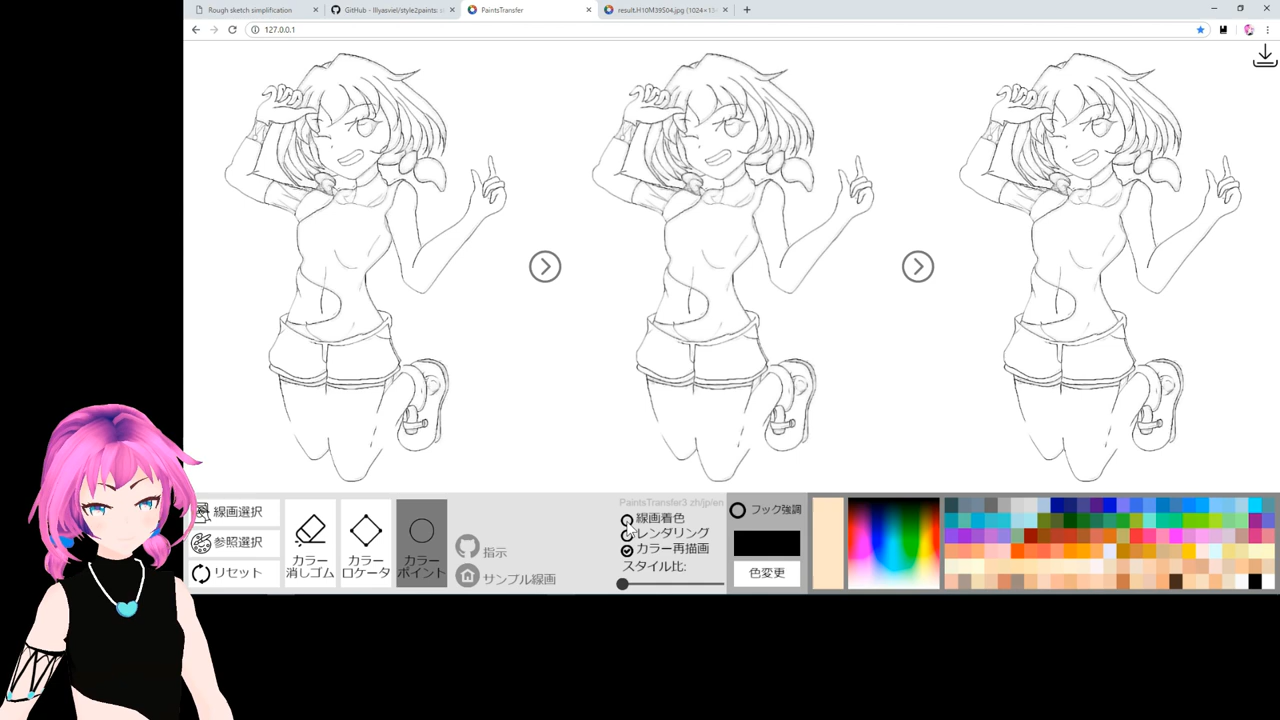 Rough sketch simplification
GitHub - lllyasviel/style2paints: s
PaintsTransfer
result.H10M39S04.jpg (1024×13
127.0.0.1
線画選択
参照選択
リセット
カラー
消しゴム
カラー
ロケータ
カラー
ポイント
指示
サンプル線画
PaintsTransfer3 zh/jp/en
線画着色
レンダリング
カラー再描画
スタイル比:
フック強調
色変更